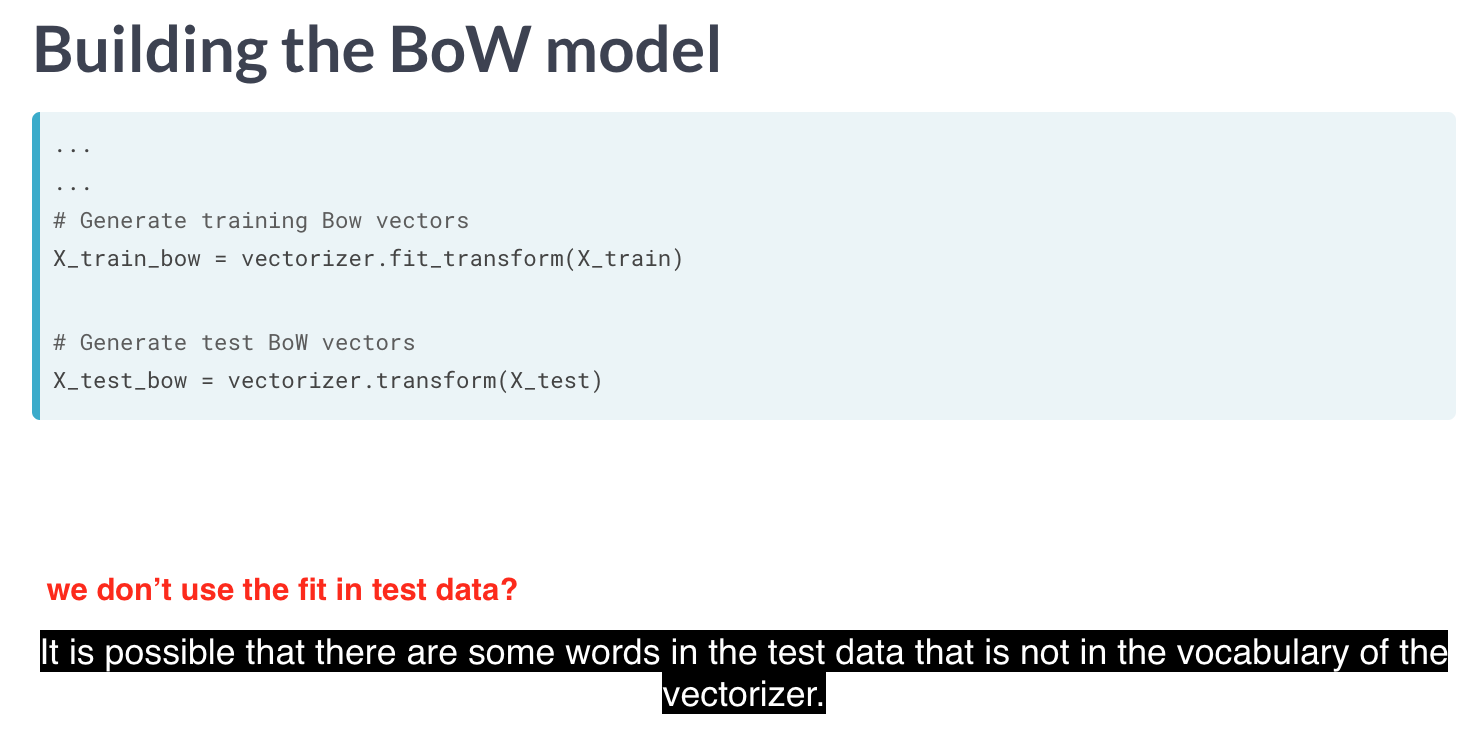 Building the BoW model
...
...
# Generate training Bow vectors
X_train_bow = vectorizer.fit_transform(X_train)
# Generate test BoW vectors
X_test_bow = vectorizer.transform(X_test)
we don’t use the fit in test data?
It is possible that there are some words in the test data that is not in the vocabulary of the
vectorizer.